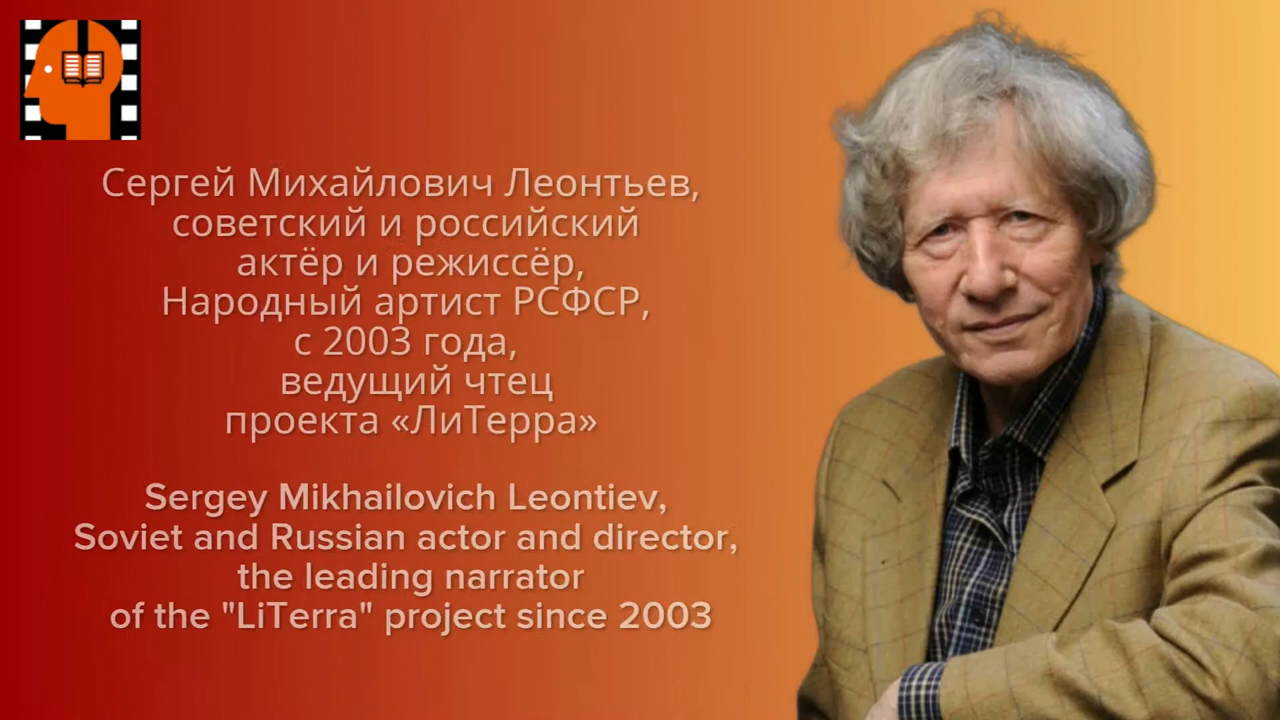 Сергей Михайлович Леонтьев,
советский и российский
актёр и режиссёр,
Народный артист РСФСР,
с 2003 года,
ведущий чтец
проекта «ЛиТерра»
Sergey Mikhailovich Leontiev,
Soviet and Russian actor and director,
the leading narrator
of the "LiTerra" project since 2003